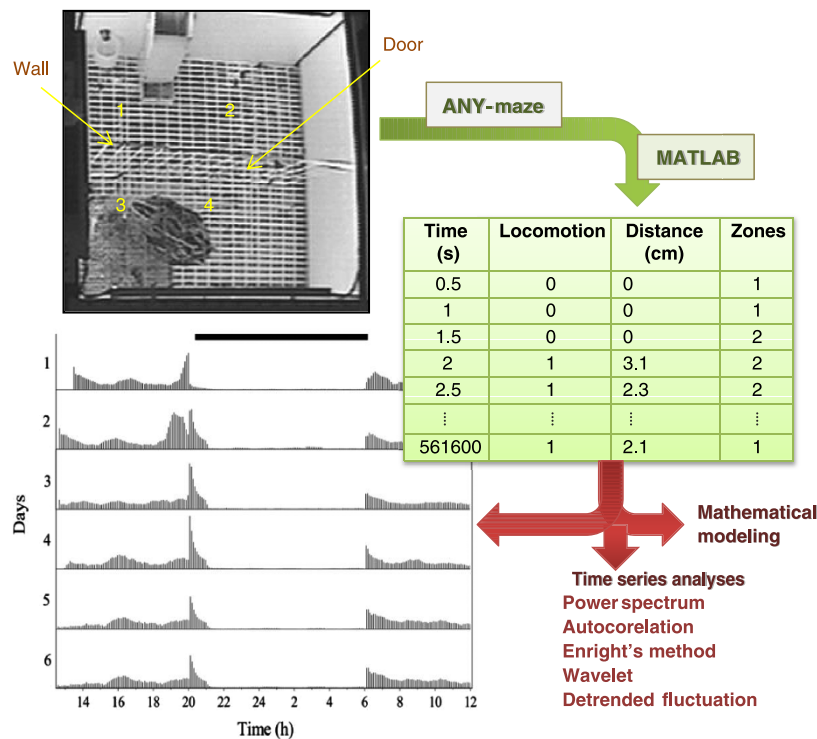 Wall
Door
1
2
3
4
ANY-maze
MATLAB
Time (s) Locomotion Distance (cm) Zones
0.5 0 0 1
1 0 0 1
1.5 0 0 2
2 1 3.1 2
2.5 1 2.3 2
⋮ ⋮ ⋮ ⋮
561600 1 2.1 1
Mathematical
modeling
Time series analyses
Power spectrum
Autocorelation
Enright's method
Wavelet
Detrended fluctuation
Days
1
2
3
4
5
6
14 16 18 20 22 24 2 4 6 8 10 12
Time (h)